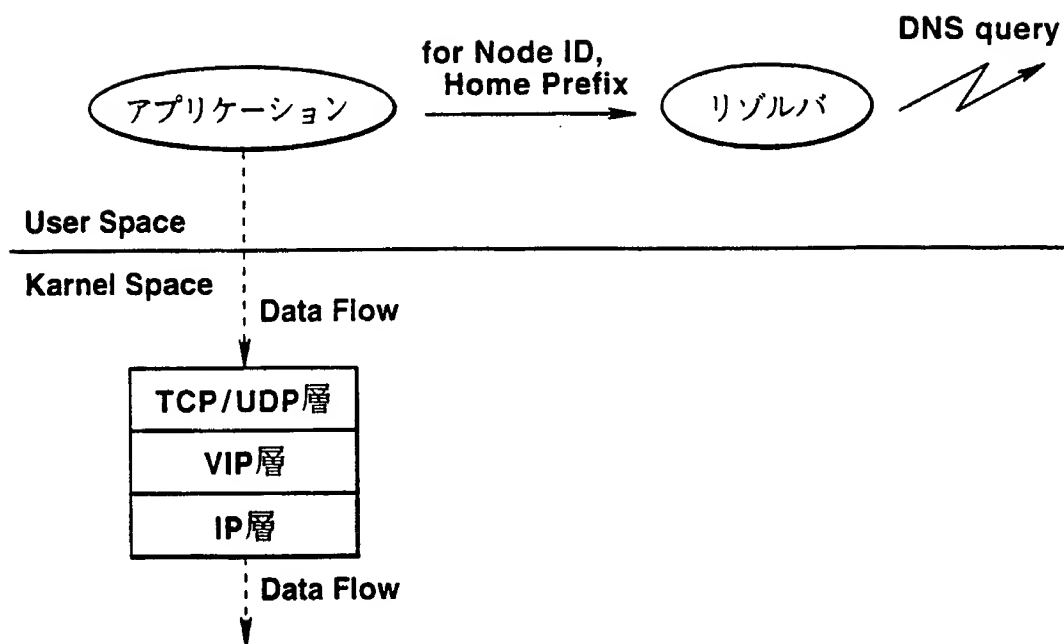 DNS query
for Node ID,
Home Prefix
アプリケーション
リゾルバ
User Space
Karnel Space
Data Flow
TCP/UDP層
VIP層
IP層
Data Flow